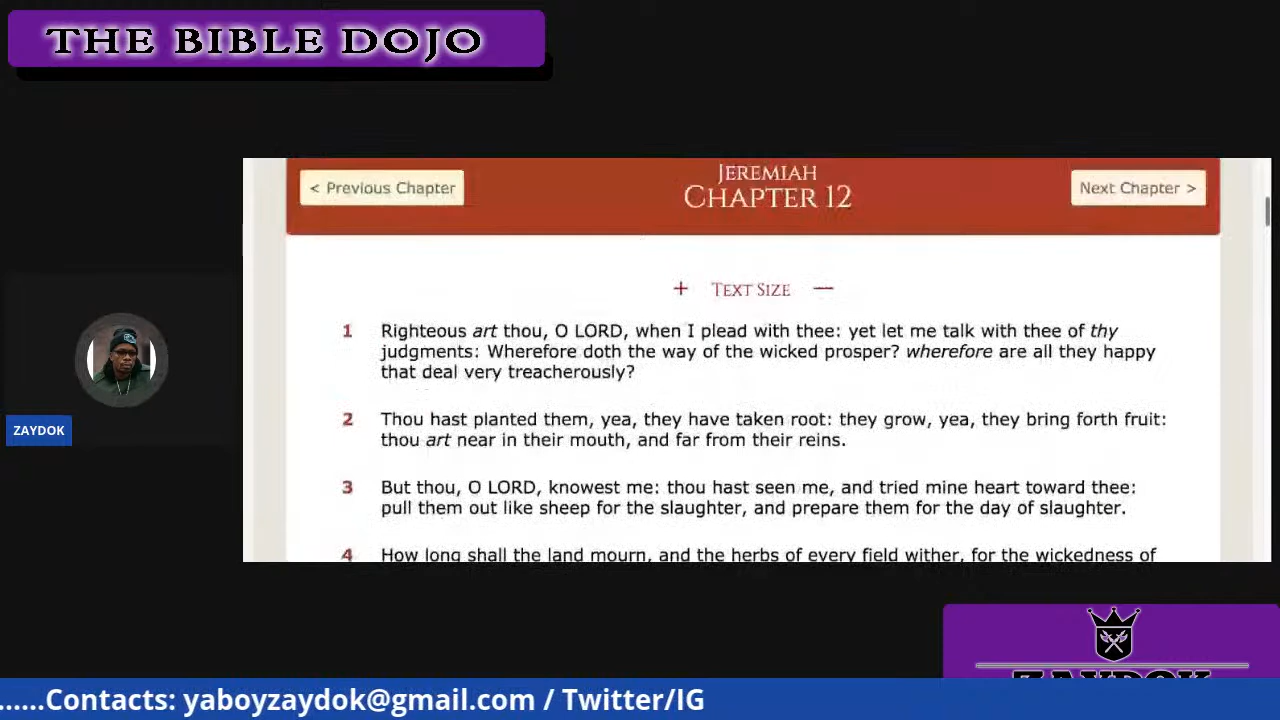 THE BIBLE DOJO
< Previous Chapter
JEREMIAH
CHAPTER 12
Next Chapter >
+ TEXT SIZE —
1 Righteous art thou, O LORD, when I plead with thee: yet let me talk with thee of thy
judgments: Wherefore doth the way of the wicked prosper? wherefore are all they happy
that deal very treacherously?
2 Thou hast planted them, yea, they have taken root: they grow, yea, they bring forth fruit:
thou art near in their mouth, and far from their reins.
3 But thou, O LORD, knowest me: thou hast seen me, and tried mine heart toward thee:
pull them out like sheep for the slaughter, and prepare them for the day of slaughter.
4 How long shall the land mourn, and the herbs of every field wither, for the wickedness of
ZAYDOK
ZAYDOK
......Contacts: yaboyzaydok@gmail.com / Twitter/IG